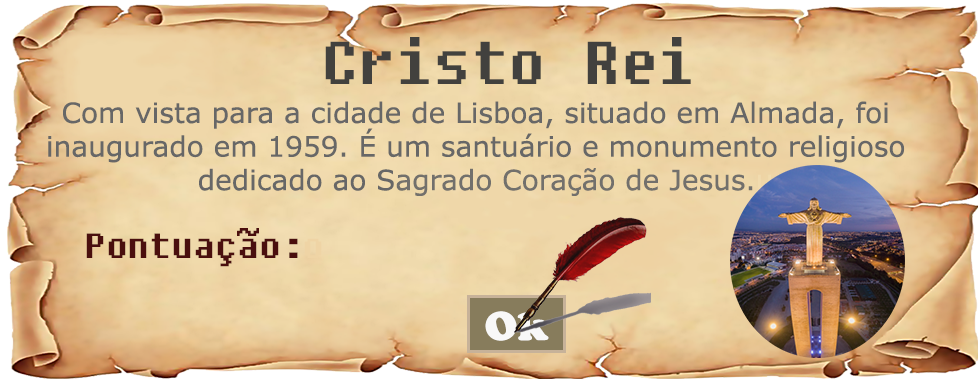 Cristo Rei
Com vista para a cidade de Lisboa, situado em Almada, foi
inaugurado em 1959. É um santuário e monumento religioso
dedicado ao Sagrado Coração de Jesus.
Pontuação:
Ok